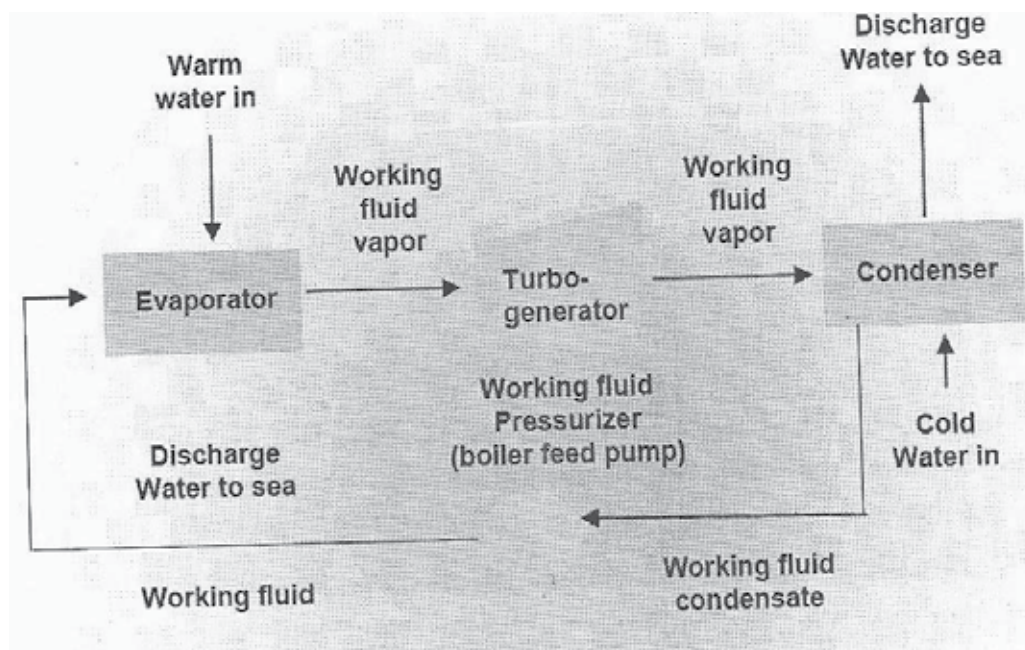 Discharge
Water to sea
Warm
water in
Working
fluid
vapor
Working
fluid
vapor
Evaporator
Turbo-
generator
Condenser
Working fluid
Pressurizer
(boiler feed pump)
Cold
Water in
Discharge
Water to sea
Working fluid
condensate
Working fluid